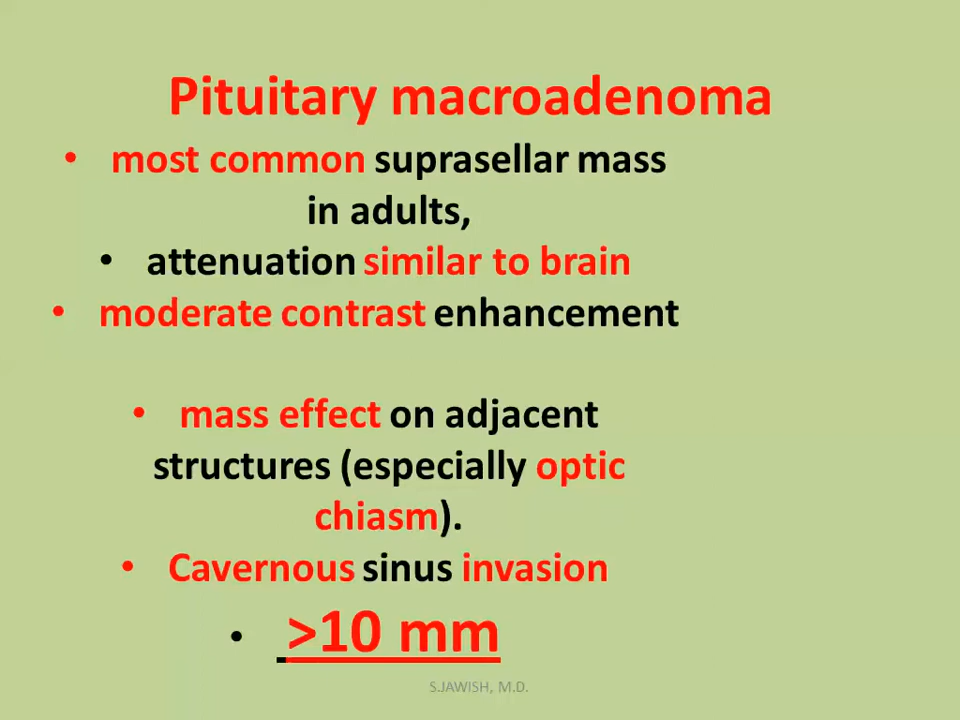 Pituitary macroadenoma
• most common suprasellar mass
in adults,
• attenuation similar to brain
• moderate contrast enhancement
• mass effect on adjacent
structures (especially optic
chiasm).
• Cavernous sinus invasion
• >10 mm
S.JAWISH, M.D.